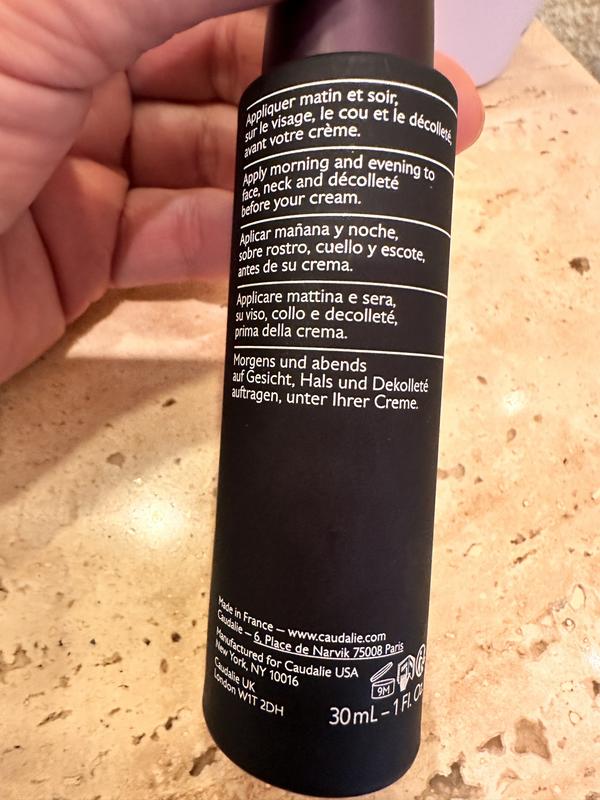 Appliquer matin et soir,
sur le visage, le cou et le décolleté,
avant votre crème.
Apply morning and evening to
face, neck and décolleté
before your cream.
Aplicar mañana y noche,
sobre rostro, cuello y escote,
antes de su crema.
Applicare mattina e sera,
su viso, collo e decolleté,
prima della crema.
Morgens und abends
auf Gesicht, Hals und Dekolleté
auftragen, unter Ihrer Creme.
Made in France – www.caudalie.com
Caudalie – 6, Place de Narvik 75008 Paris
Manufactured for Caudalie USA
New York, NY 10016
Caudalie UK
London W1T 2DH
9M
30mL – 1 Fl.